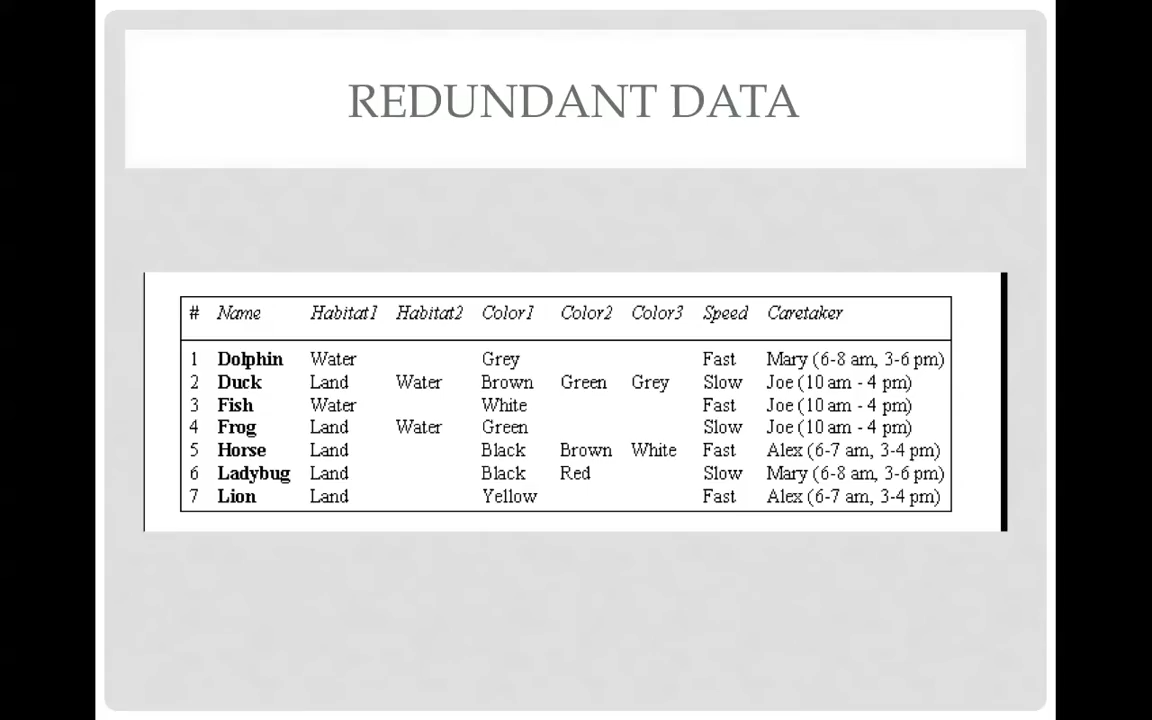 REDUNDANT DATA
# Name Habitat1 Habitat2 Color1 Color2 Color3 Speed Caretaker
1 Dolphin Water Grey Fast Mary (6-8 am, 3-6 pm)
2 Duck Land Water Brown Green Grey Slow Joe (10 am - 4 pm)
3 Fish Water White Fast Joe (10 am - 4 pm)
4 Frog Land Water Green Slow Joe (10 am - 4 pm)
5 Horse Land Black Brown White Fast Alex (6-7 am, 3-4 pm)
6 Ladybug Land Black Red Slow Mary (6-8 am, 3-6 pm)
7 Lion Land Yellow Fast Alex (6-7 am, 3-4 pm)